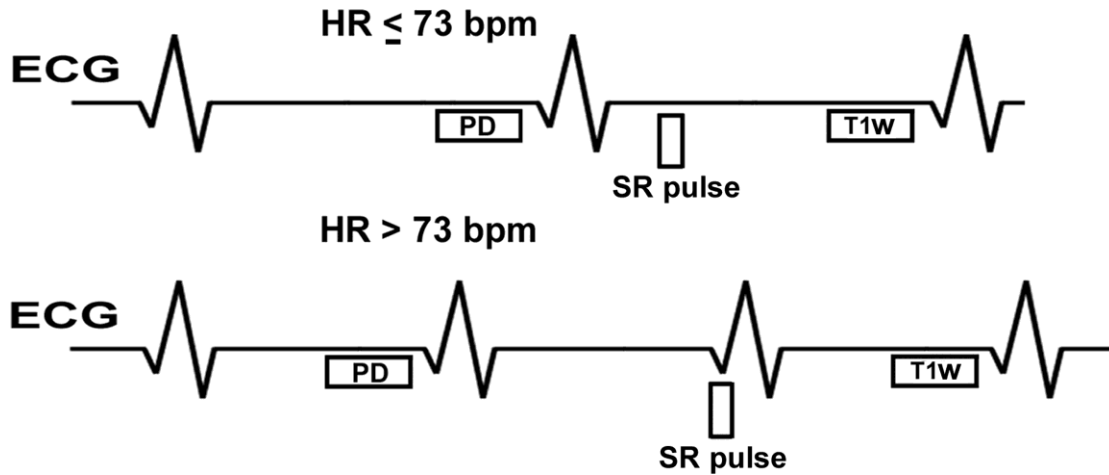 HR ≤ 73 bpm
ECG
PD
T1w
SR pulse
HR > 73 bpm
ECG
PD
T1w
SR pulse